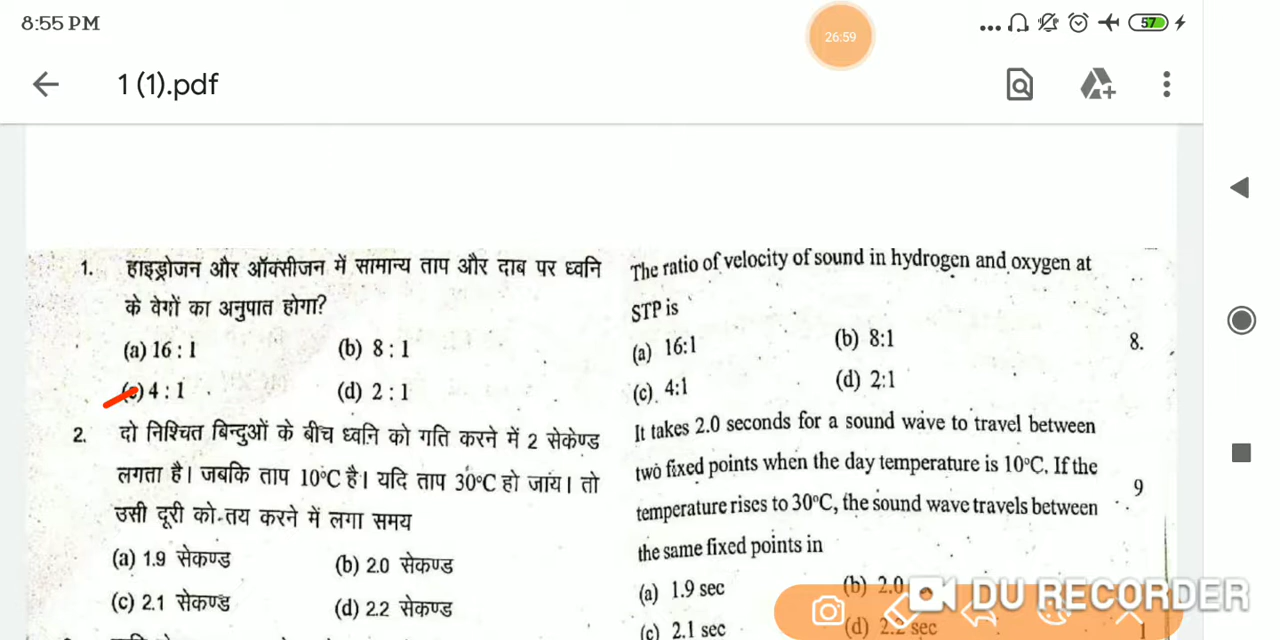 8:55 PM
26:59
57
1 (1).pdf
1. हाइड्रोजन और ऑक्सीजन में सामान्य ताप और दाब पर ध्वनि
के वेगों का अनुपात होगा?
(a) 16 : 1 (b) 8 : 1
(c) 4 : 1 (d) 2 : 1
2. दो निश्चित बिन्दुओं के बीच ध्वनि को गति करने में 2 सेकेण्ड
लगता है। जबकि ताप 10°C है। यदि ताप 30°C हो जाय। तो
उसी दूरी को तय करने में लगा समय
(a) 1.9 सेकण्ड (b) 2.0 सेकण्ड
(c) 2.1 सेकण्ड (d) 2.2 सेकण्ड
The ratio of velocity of sound in hydrogen and oxygen at
STP is
(a) 16:1 (b) 8:1
(c) 4:1 (d) 2:1
It takes 2.0 seconds for a sound wave to travel between
two fixed points when the day temperature is 10°C. If the
temperature rises to 30°C, the sound wave travels between
the same fixed points in
(a) 1.9 sec (b) 2.0
(c) 2.1 sec (d) 2.2 sec
8.
9
1
DU RECORDER